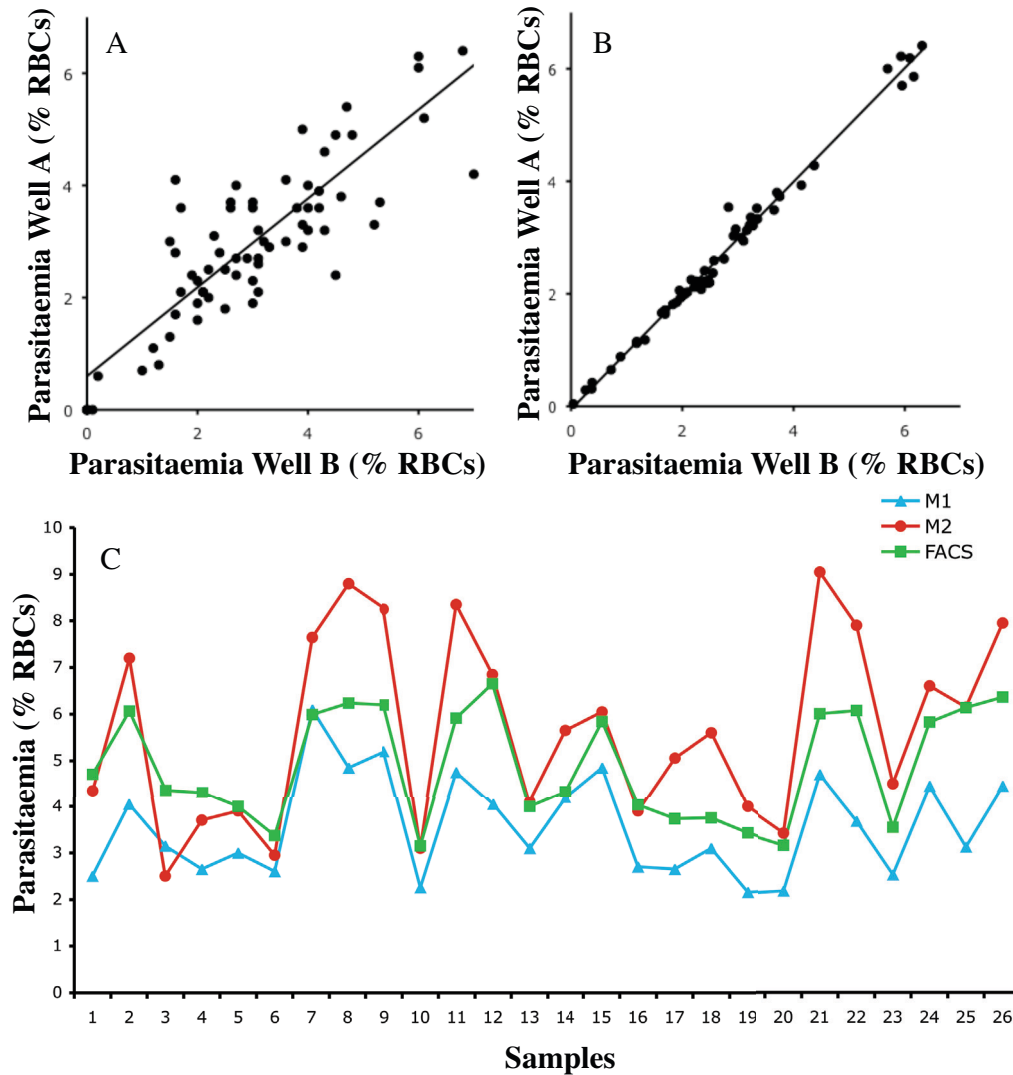 A
Parasitaemia Well A (% RBCs)
6
4
2
0
0 2 4 6
Parasitaemia Well B (% RBCs)
B
Parasitaemia Well A (% RBCs)
6
4
2
0
0 2 4 6
Parasitaemia Well B (% RBCs)
M1
M2
FACS
C
Parasitaemia (% RBCs)
10
9
8
7
6
5
4
3
2
1
0
1 2 3 4 5 6 7 8 9 10 11 12 13 14 15 16 17 18 19 20 21 22 23 24 25 26
Samples